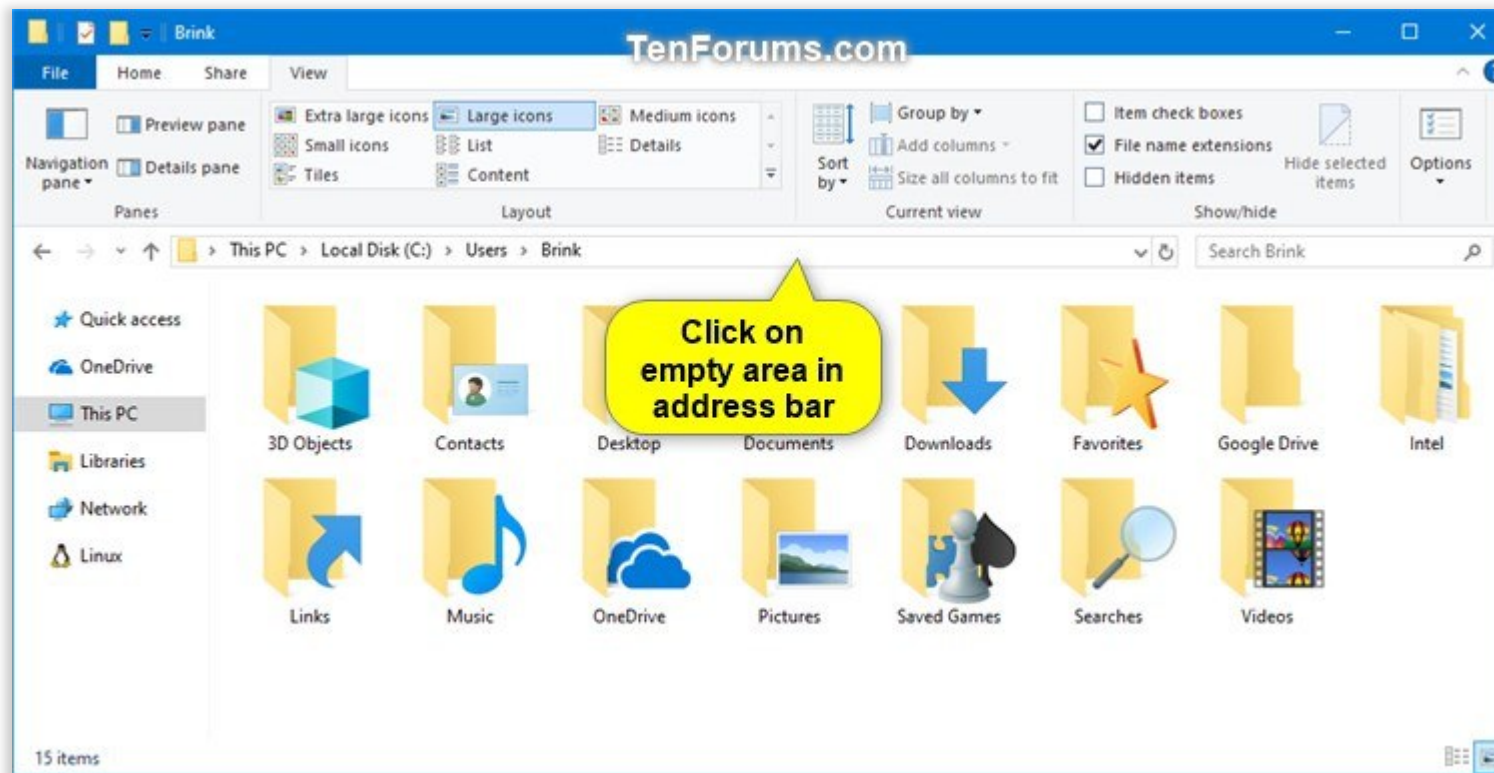 Brink
TenForums.com
File Home Share View
Extra large icons Large icons Medium icons
Small icons List Details
Tiles Content
Preview pane
Details pane
Navigation
pane
Panes
Layout
Sort
by
Group by
Add columns
Size all columns to fit
Current view
Item check boxes
File name extensions
Hidden items
Hide selected
items
Show/hide
Options
This PC > Local Disk (C:) > Users > Brink
Search Brink
Quick access
OneDrive
This PC
Libraries
Network
Linux
Click on
empty area in
address bar
3D Objects Contacts Desktop Documents Downloads Favorites Google Drive Intel
Links Music OneDrive Pictures Saved Games Searches Videos
15 items